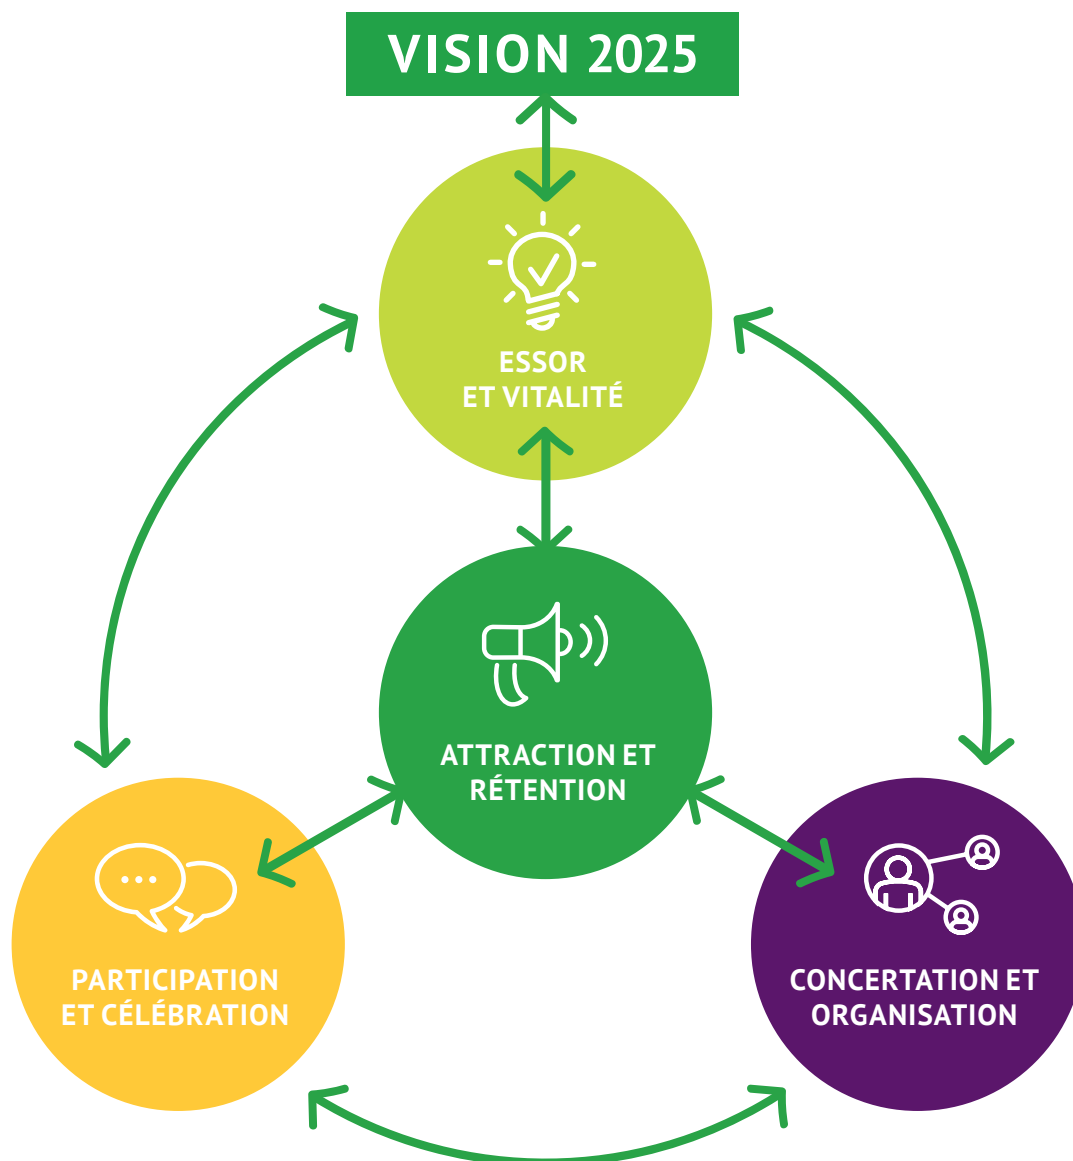 VISION 2025
ESSOR
ET VITALITÉ
ATTRACTION ET
RÉTENTION
PARTICIPATION
ET CÉLÉBRATION
CONCERTATION ET
ORGANISATION